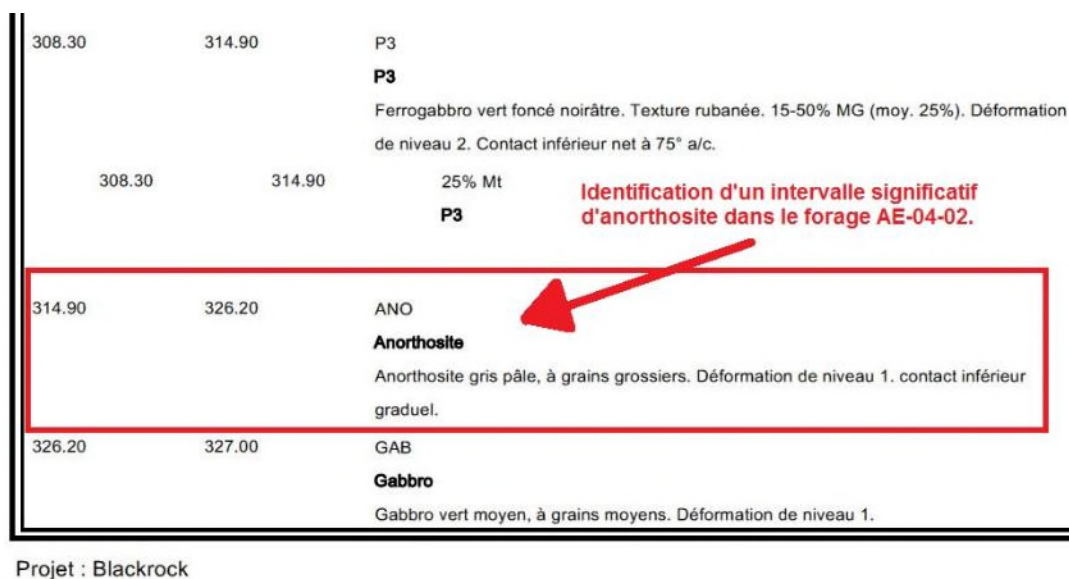 308.30 314.90 P3
P3
Ferrogabbro vert foncé noirâtre. Texture rubanée. 15-50% MG (moy. 25%). Déformation
de niveau 2. Contact inférieur net à 75° a/c.
308.30 314.90 25% Mt
P3
Identification d'un intervalle significatif
d'anorthosite dans le forage AE-04-02.
314.90 326.20 ANO
Anorthosite
Anorthosite gris pâle, à grains grossiers. Déformation de niveau 1. contact inférieur
graduel.
326.20 327.00 GAB
Gabbro
Gabbro vert moyen, à grains moyens. Déformation de niveau 1.
Projet : Blackrock